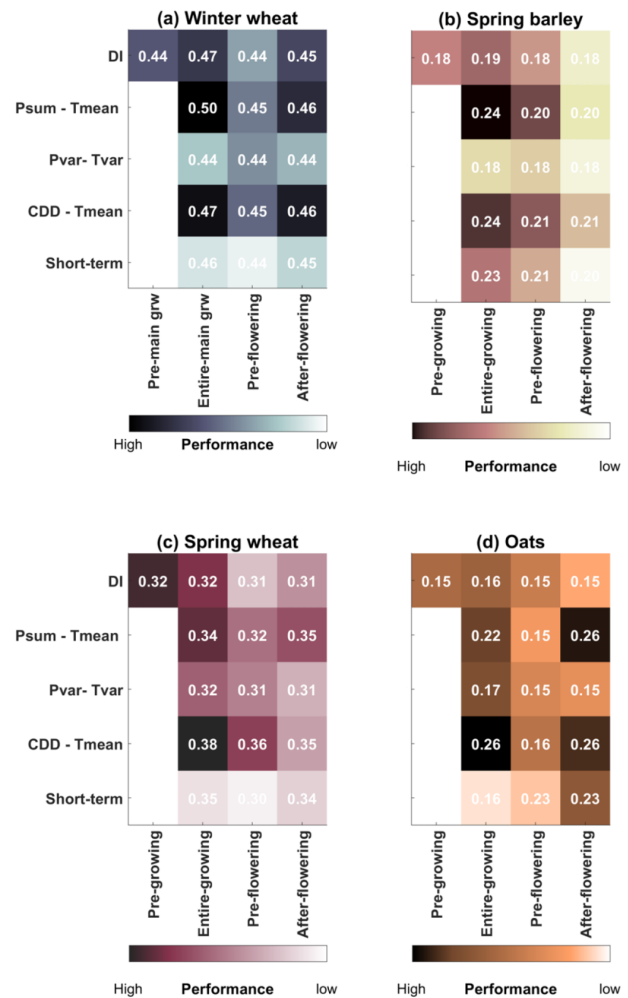 (a) Winter wheat
DI 0.44 0.47 0.44 0.45
Psum - Tmean 0.50 0.45 0.46
Pvar- Tvar 0.44 0.44 0.44
CDD - Tmean 0.47 0.45 0.46
Short-term 0.46 0.44 0.45
Pre-main grw
Entire-main grw
Pre-flowering
After-flowering
High Performance low
(b) Spring barley
0.18 0.19 0.18 0.18
0.24 0.20 0.20
0.18 0.18 0.18
0.24 0.21 0.21
0.23 0.21 0.20
Pre-growing
Entire-growing
Pre-flowering
After-flowering
High Performance low
(c) Spring wheat
DI 0.32 0.32 0.31 0.31
Psum - Tmean 0.34 0.32 0.35
Pvar- Tvar 0.32 0.31 0.31
CDD - Tmean 0.38 0.36 0.35
Short-term 0.35 0.30 0.34
Pre-growing
Entire-growing
Pre-flowering
After-flowering
High Performance low
(d) Oats
0.15 0.16 0.15 0.15
0.22 0.15 0.26
0.17 0.15 0.15
0.26 0.16 0.26
0.16 0.23 0.23
Pre-growing
Entire-growing
Pre-flowering
After-flowering
High Performance low